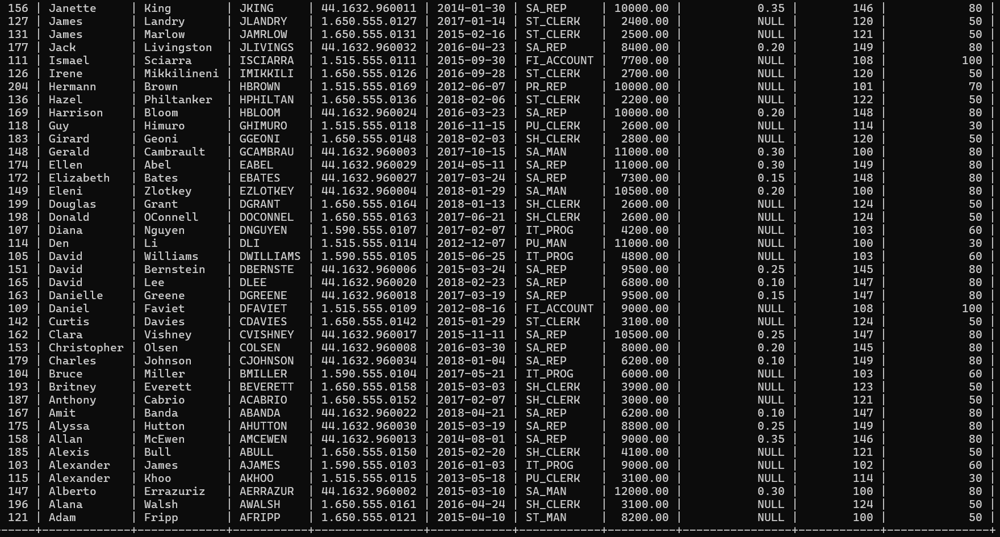 156 | Janette | King | JKING | 44.1632.960011 | 2014-01-30 | SA_REP | 10000.00 | 0.35 | 146 | 80 |
127 | James | Landry | JLANDRY | 1.650.555.0127 | 2017-01-14 | ST_CLERK | 2400.00 | NULL | 120 | 50 |
131 | James | Marlow | JAMRLOW | 1.650.555.0131 | 2015-02-16 | ST_CLERK | 2500.00 | NULL | 121 | 50 |
177 | Jack | Livingston | JLIVINGS | 44.1632.960032 | 2016-04-23 | SA_REP | 8400.00 | 0.20 | 149 | 80 |
111 | Ismael | Sciarra | ISCIARRA | 1.515.555.0111 | 2015-09-30 | FI_ACCOUNT | 7700.00 | NULL | 108 | 100 |
126 | Irene | Mikkilineni | IMIKKILI | 1.650.555.0126 | 2016-09-28 | ST_CLERK | 2700.00 | NULL | 120 | 50 |
204 | Hermann | Brown | HBROWN | 1.515.555.0169 | 2012-06-07 | PR_REP | 10000.00 | NULL | 101 | 70 |
136 | Hazel | Philtanker | HPHILTAN | 1.650.555.0136 | 2018-02-06 | ST_CLERK | 2200.00 | NULL | 122 | 50 |
169 | Harrison | Bloom | HBLOOM | 44.1632.960024 | 2016-03-23 | SA_REP | 10000.00 | 0.20 | 148 | 80 |
118 | Guy | Himuro | GHIMURO | 1.515.555.0118 | 2016-11-15 | PU_CLERK | 2600.00 | NULL | 114 | 30 |
183 | Girard | Geoni | GGEONI | 1.650.555.0148 | 2018-02-03 | SH_CLERK | 2800.00 | NULL | 120 | 50 |
148 | Gerald | Cambrault | GCAMBRAU | 44.1632.960003 | 2017-10-15 | SA_MAN | 11000.00 | 0.30 | 100 | 80 |
174 | Ellen | Abel | EABEL | 44.1632.960029 | 2014-05-11 | SA_REP | 11000.00 | 0.30 | 149 | 80 |
172 | Elizabeth | Bates | EBATES | 44.1632.960027 | 2017-03-24 | SA_REP | 7300.00 | 0.15 | 148 | 80 |
149 | Eleni | Zlotkey | EZLOTKEY | 44.1632.960004 | 2018-01-29 | SA_MAN | 10500.00 | 0.20 | 100 | 80 |
199 | Douglas | Grant | DGRANT | 1.650.555.0164 | 2018-01-13 | SH_CLERK | 2600.00 | NULL | 124 | 50 |
198 | Donald | OConnell | DOCONNEL | 1.650.555.0163 | 2017-06-21 | SH_CLERK | 2600.00 | NULL | 124 | 50 |
107 | Diana | Nguyen | DNGUYEN | 1.590.555.0107 | 2017-02-07 | IT_PROG | 4200.00 | NULL | 103 | 60 |
114 | Den | Li | DLI | 1.515.555.0114 | 2012-12-07 | PU_MAN | 11000.00 | NULL | 100 | 30 |
105 | David | Williams | DWILLIAMS | 1.590.555.0105 | 2015-06-25 | IT_PROG | 4800.00 | NULL | 103 | 60 |
151 | David | Bernstein | DBERNSTE | 44.1632.960006 | 2015-03-24 | SA_REP | 9500.00 | 0.25 | 145 | 80 |
165 | David | Lee | DLEE | 44.1632.960020 | 2018-02-23 | SA_REP | 6800.00 | 0.10 | 147 | 80 |
163 | Danielle | Greene | DGREENE | 44.1632.960018 | 2017-03-19 | SA_REP | 9500.00 | 0.15 | 147 | 80 |
109 | Daniel | Faviet | DFAVIET | 1.515.555.0109 | 2012-08-16 | FI_ACCOUNT | 9000.00 | NULL | 108 | 100 |
142 | Curtis | Davies | CDAVIES | 1.650.555.0142 | 2015-01-29 | ST_CLERK | 3100.00 | NULL | 124 | 50 |
162 | Clara | Vishney | CVISHNEY | 44.1632.960017 | 2015-11-11 | SA_REP | 10500.00 | 0.25 | 147 | 80 |
153 | Christopher | Olsen | COLSEN | 44.1632.960008 | 2016-03-30 | SA_REP | 8000.00 | 0.20 | 145 | 80 |
179 | Charles | Johnson | CJOHNSON | 44.1632.960034 | 2018-01-04 | SA_REP | 6200.00 | 0.10 | 149 | 80 |
104 | Bruce | Miller | BMILLER | 1.590.555.0104 | 2017-05-21 | IT_PROG | 6000.00 | NULL | 103 | 60 |
193 | Britney | Everett | BEVERETT | 1.650.555.0158 | 2015-03-03 | SH_CLERK | 3900.00 | NULL | 123 | 50 |
187 | Anthony | Cabrio | ACABRIO | 1.650.555.0152 | 2017-02-07 | SH_CLERK | 3000.00 | NULL | 121 | 50 |
167 | Amit | Banda | ABANDA | 44.1632.960022 | 2018-04-21 | SA_REP | 6200.00 | 0.10 | 147 | 80 |
175 | Alyssa | Hutton | AHUTTON | 44.1632.960030 | 2015-03-19 | SA_REP | 8800.00 | 0.25 | 149 | 80 |
158 | Allan | McEwen | AMCEWEN | 44.1632.960013 | 2014-08-01 | SA_REP | 9000.00 | 0.35 | 146 | 80 |
185 | Alexis | Bull | ABULL | 1.650.555.0150 | 2015-02-20 | SH_CLERK | 4100.00 | NULL | 121 | 50 |
103 | Alexander | James | AJAMES | 1.590.555.0103 | 2016-01-03 | IT_PROG | 9000.00 | NULL | 102 | 60 |
115 | Alexander | Khoo | AKHOO | 1.515.555.0115 | 2013-05-18 | PU_CLERK | 3100.00 | NULL | 114 | 30 |
147 | Alberto | Errazuriz | AERRAZUR | 44.1632.960002 | 2015-03-10 | SA_MAN | 12000.00 | 0.30 | 100 | 80 |
196 | Alana | Walsh | AWALSH | 1.650.555.0161 | 2016-04-24 | SH_CLERK | 3100.00 | NULL | 124 | 50 |
121 | Adam | Fripp | AFRIPP | 1.650.555.0121 | 2015-04-10 | ST_MAN | 8200.00 | NULL | 100 | 50 |